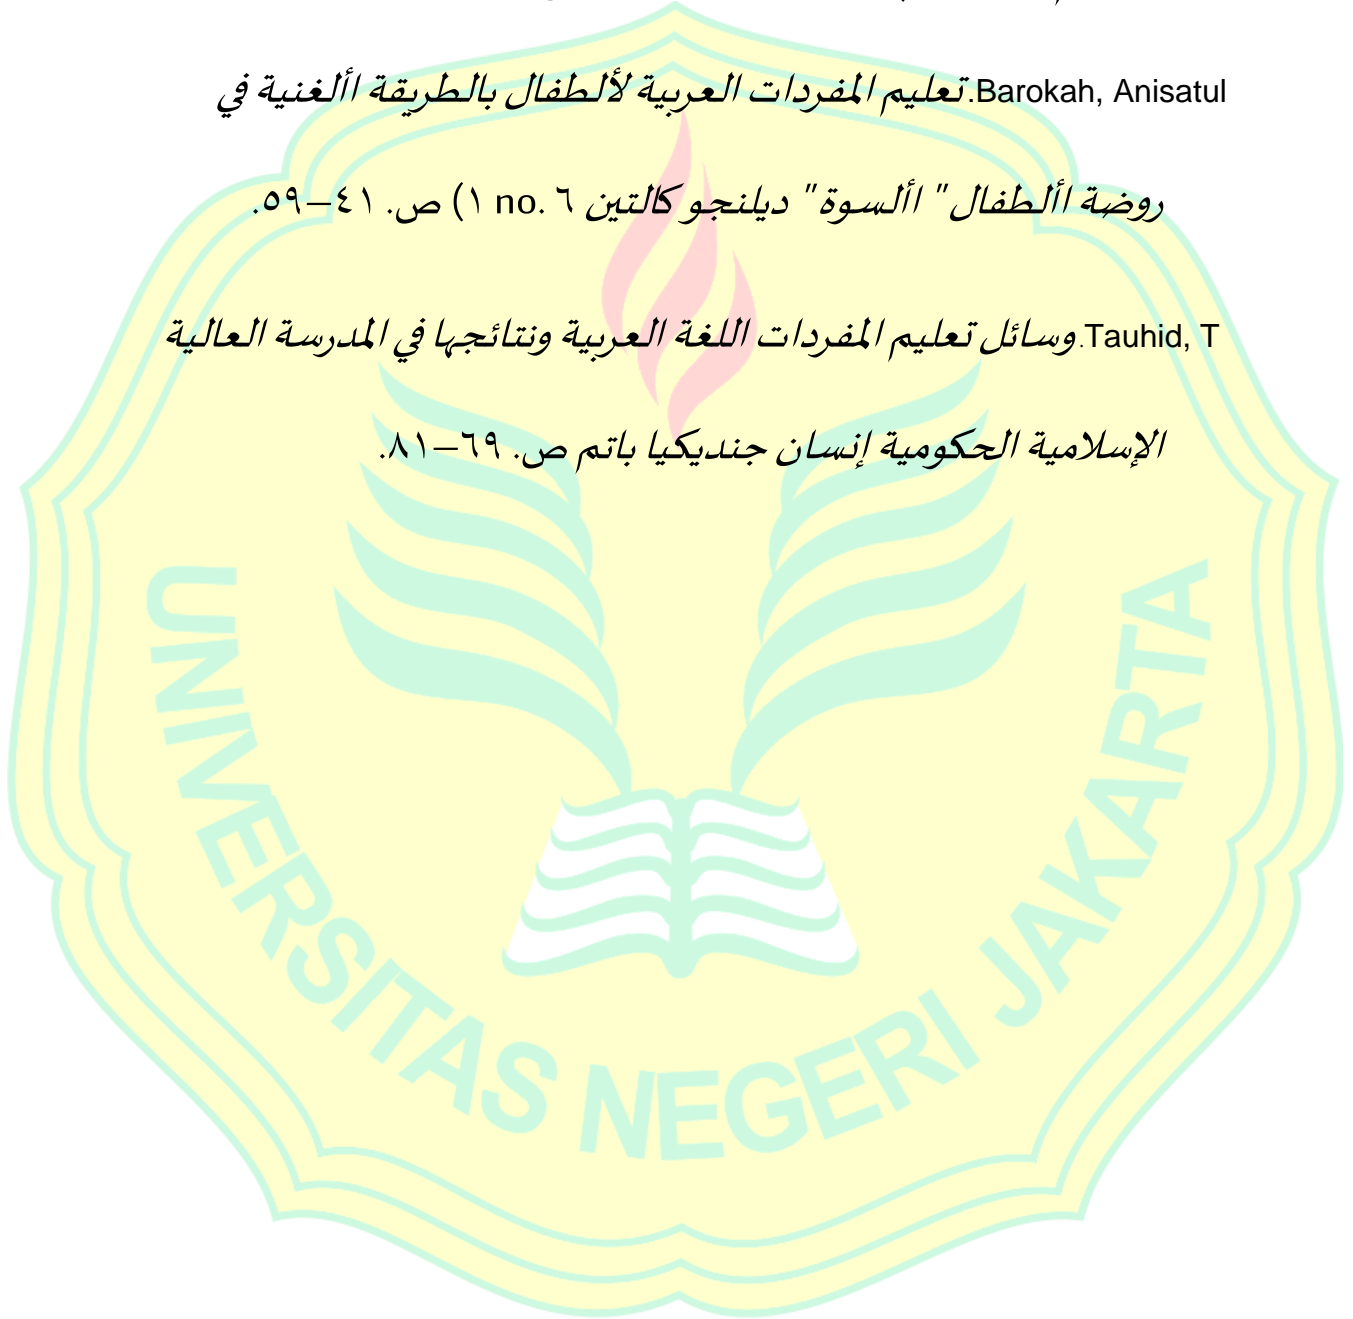 Barokah, Anisatul.تعليم المفردات العربية لألطفال بالطريقة األغنية في
روضة األطفال" األسوة" ديلنجو كالتين ٦ .no ١) ص. ٤١–٥٩.
Tauhid, T.وسائل تعليم المفردات اللغة العربية ونتائجها في المدرسة العالية
الإسلامية الحكومية إنسان جنديكيا باتم ص. ٦٩–٨١.
UNIVERSITAS NEGERI JAKARTA